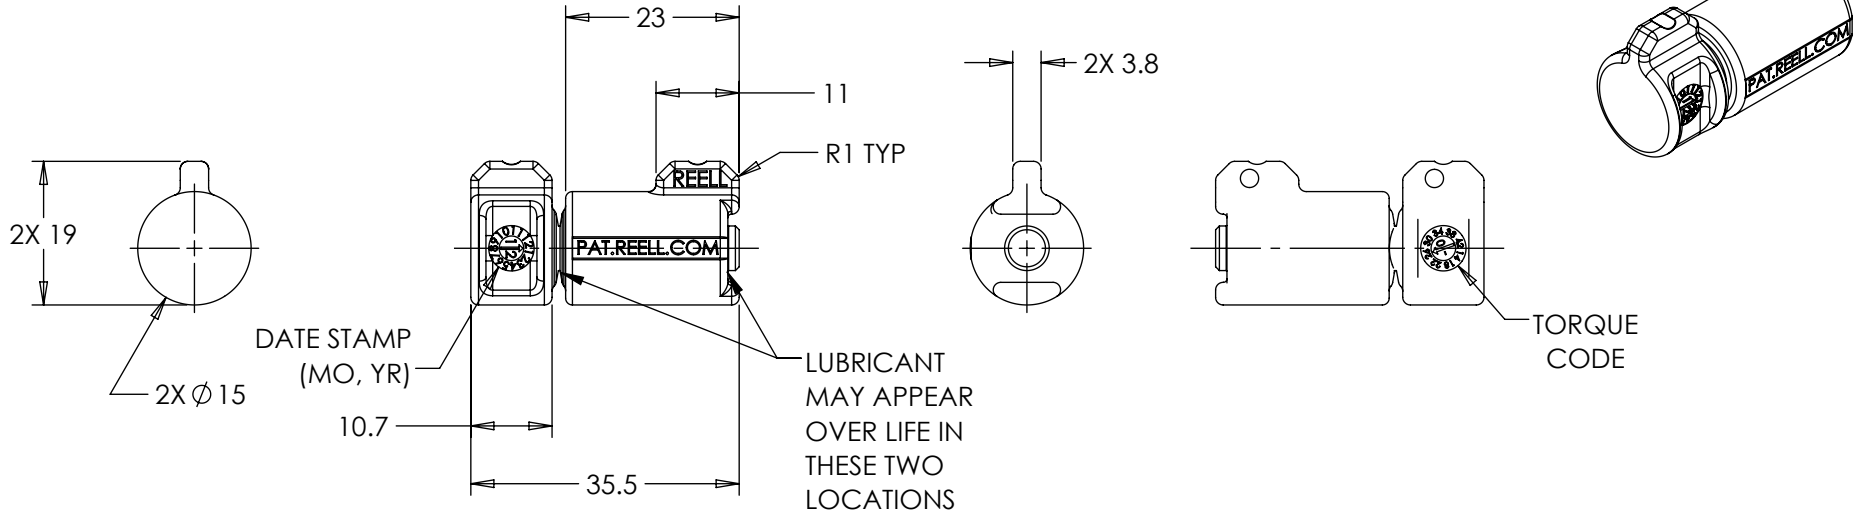 23
2X 3.8
11
R1 TYP
2X 19
REELL
PAT.REELL.COM
PAT.REELL.COM
DATE STAMP
(MO, YR)
2X Ø 15
10.7
35.5
LUBRICANT
MAY APPEAR
OVER LIFE IN
THESE TWO
LOCATIONS
TORQUE
CODE